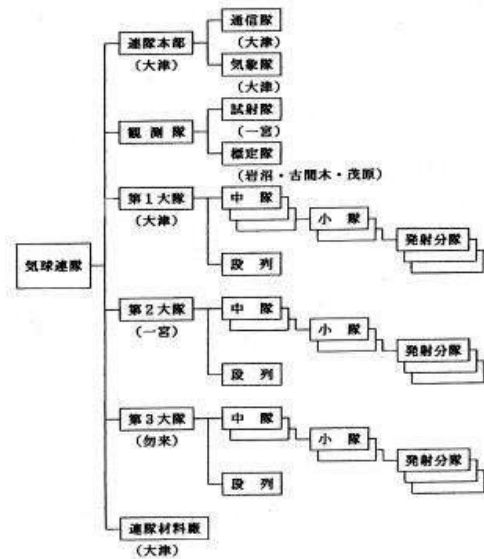 通信隊
(大津)
連隊本部
(大津)
気象隊
(大津)
試射隊
(一宮)
観測隊
標定隊
(岩沼・古間木・茂原)
第1大隊
(大津)
中隊
小隊
発射分隊
段列
気球連隊
第2大隊
(一宮)
中隊
小隊
発射分隊
段列
第3大隊
(勿来)
中隊
小隊
発射分隊
段列
連隊材料廠
(大津)